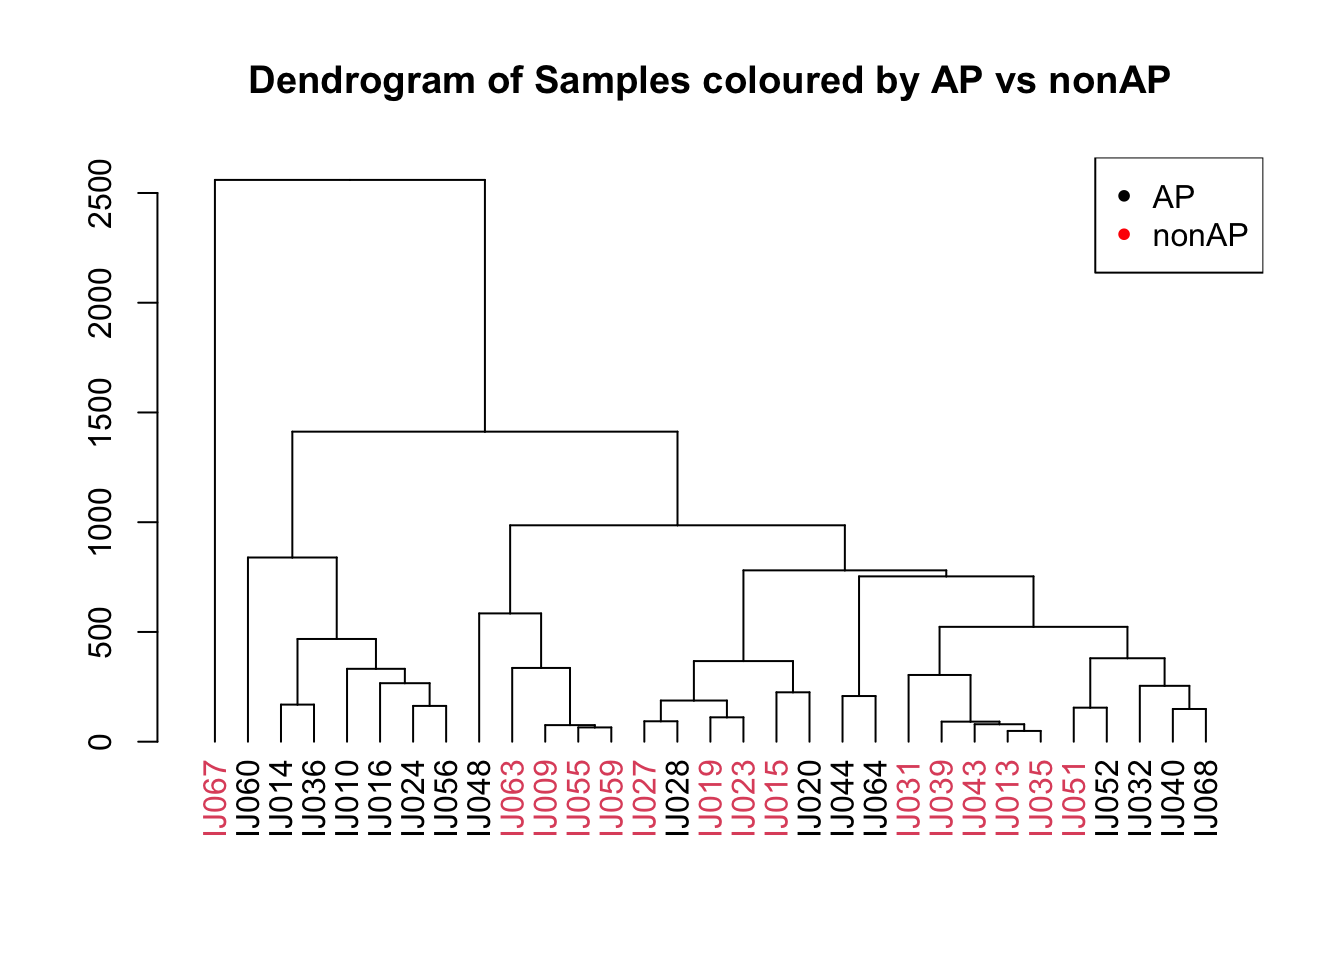 Dendrogram of Samples coloured by AP vs nonAP
AP
nonAP
2500
2000
1500
1000
500
0
IJ067
IJ060
IJ014
IJ036
IJ010
IJ016
IJ024
IJ056
IJ048
IJ063
IJ009
IJ055
IJ059
IJ027
IJ028
IJ019
IJ023
IJ015
IJ020
IJ044
IJ064
IJ031
IJ039
IJ043
IJ013
IJ035
IJ051
IJ052
IJ032
IJ040
IJ068